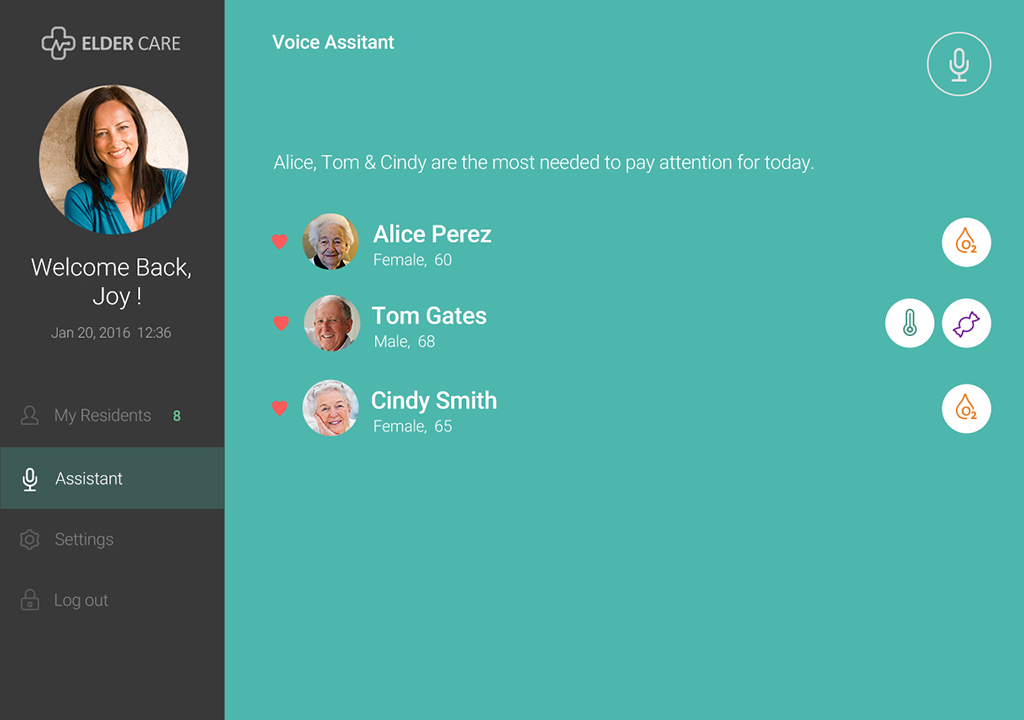 ELDER CARE
Welcome Back,
Joy !
Jan 20, 2016 12:36
My Residents 8
Assistant
Settings
Log out
Voice Assitant
Alice, Tom & Cindy are the most needed to pay attention for today.
Alice Perez
Female, 60
O2
Tom Gates
Male, 68
Cindy Smith
Female, 65
O2